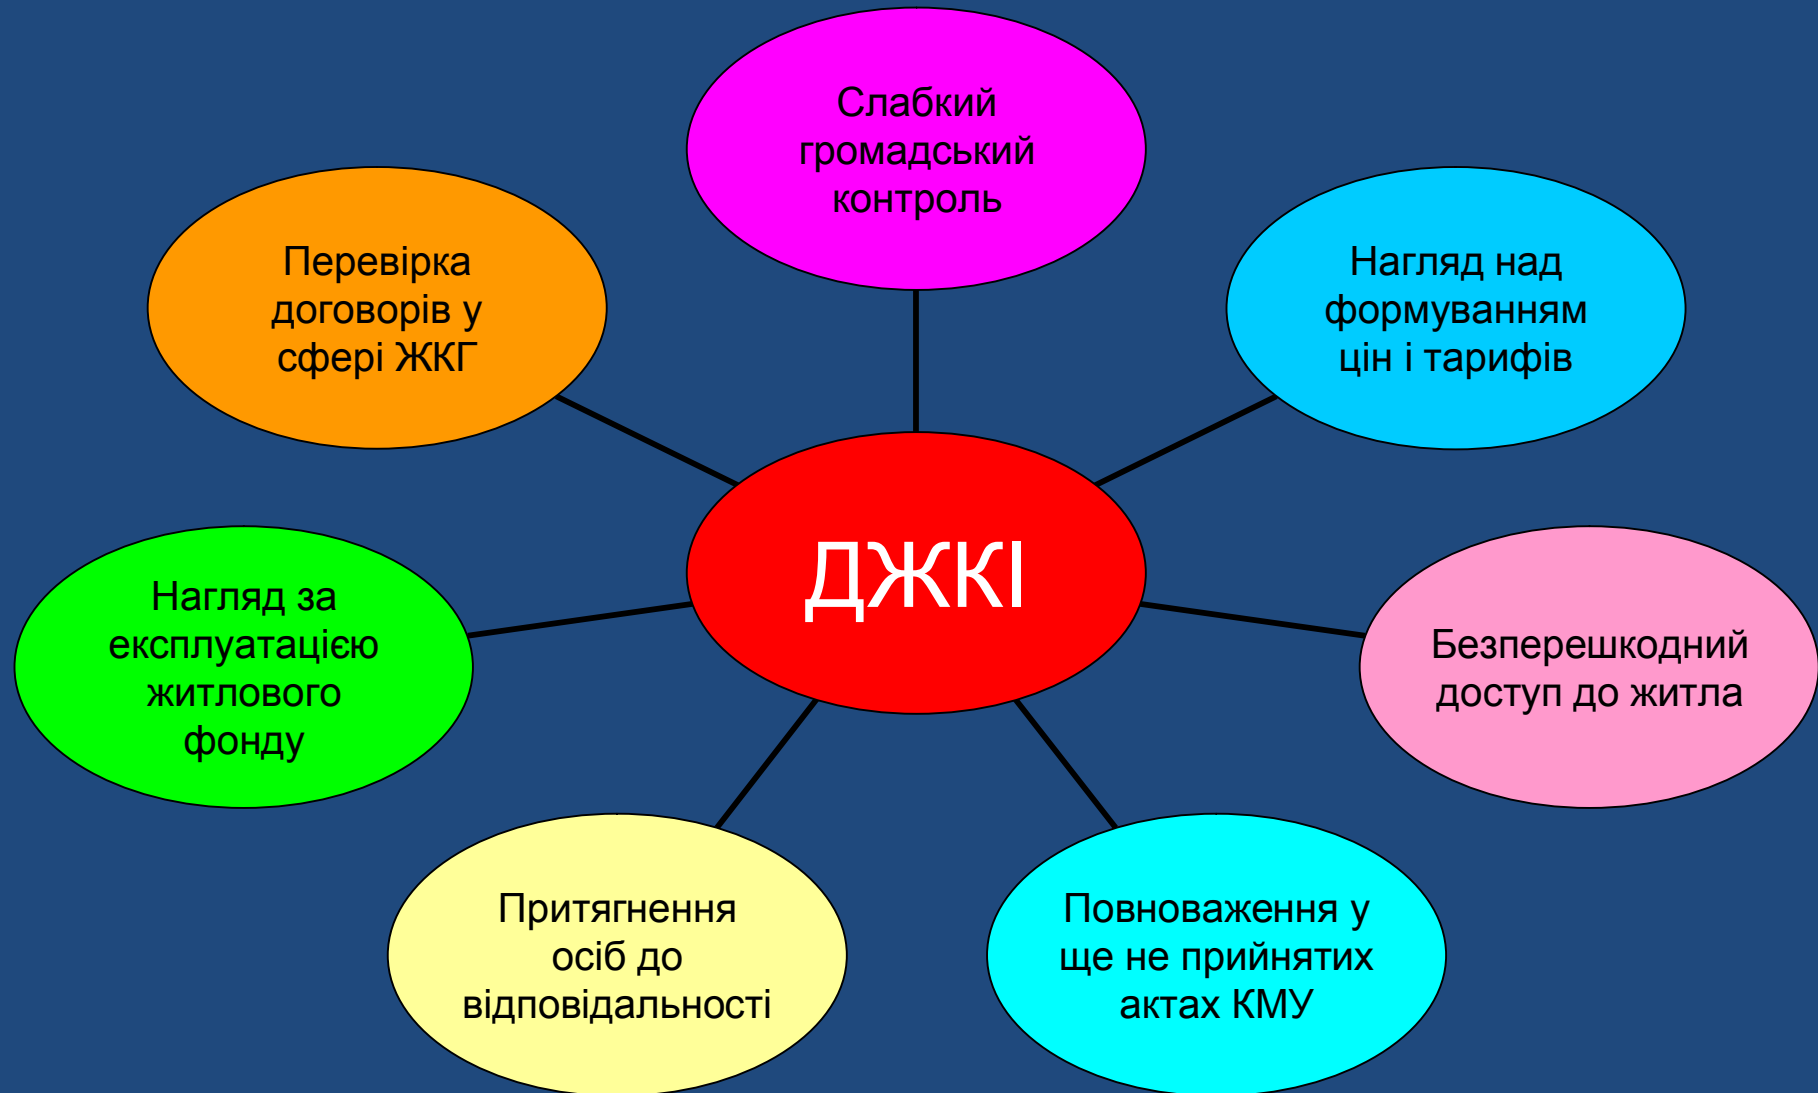 Слабкий
громадський
контроль
Перевірка
договорів у
сфері ЖКГ
Нагляд над
формуванням
цін і тарифів
ДЖКІ
Нагляд за
експлуатацією
житлового
фонду
Безперешкодний
доступ до житла
Притягнення
осіб до
відповідальності
Повноваження у
ще не прийнятих
актах КМУ